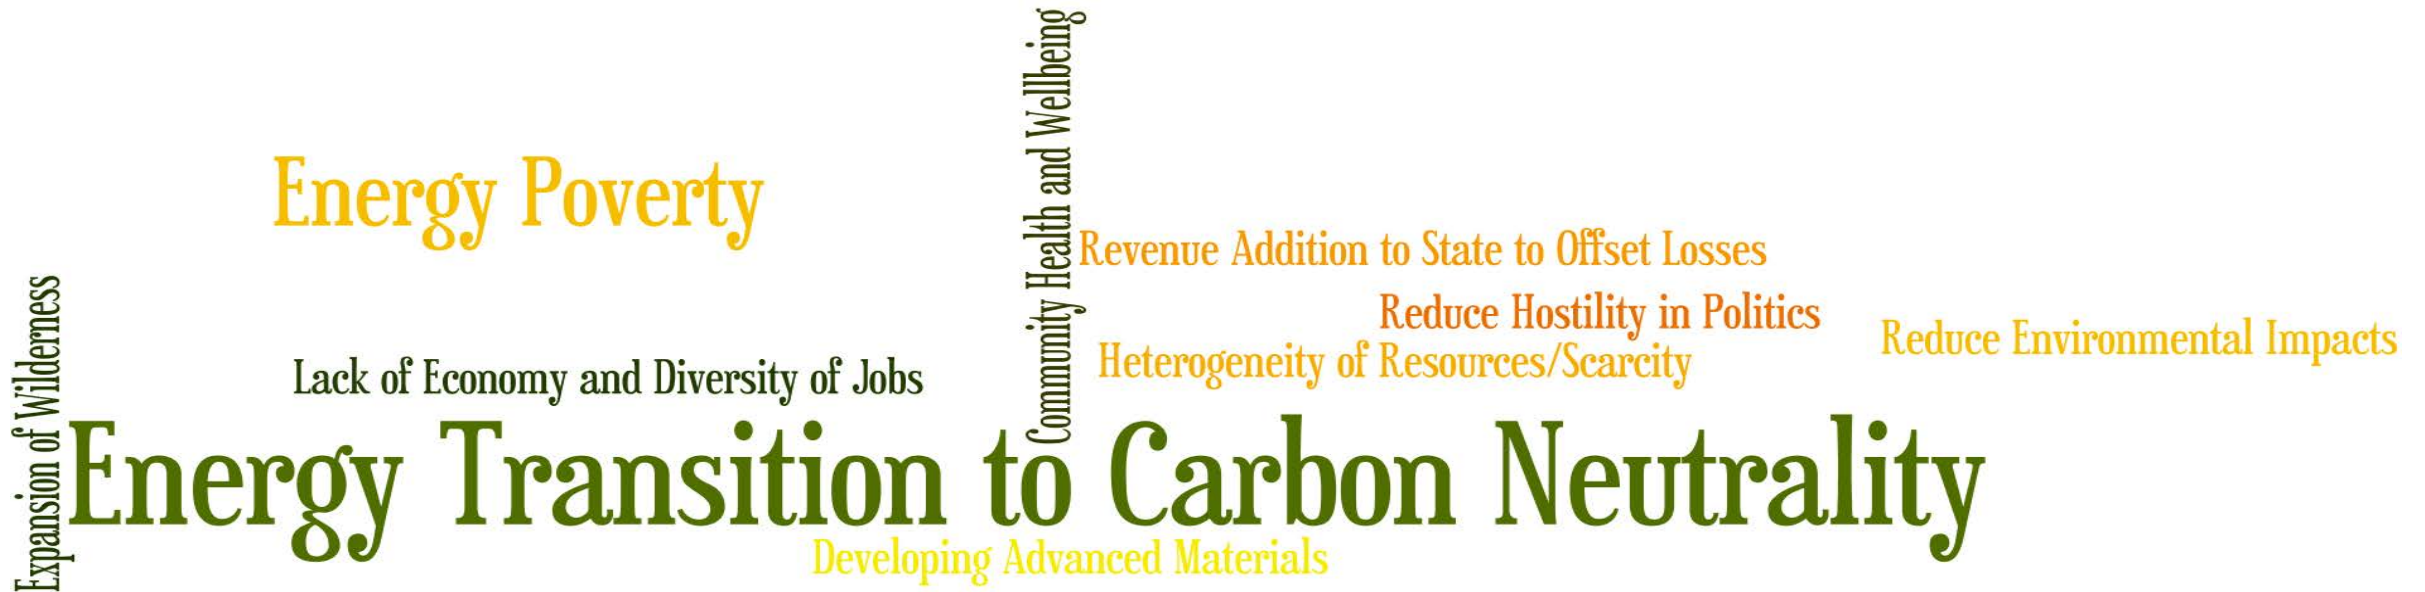 Community Health and Wellbeing
Energy Poverty
Revenue Addition to State to Offset Losses
Expansion of Wilderness
Reduce Hostility in Politics
Reduce Environmental Impacts
Heterogeneity of Resources/Scarcity
Lack of Economy and Diversity of Jobs
Energy Transition to Carbon Neutrality
Developing Advanced Materials